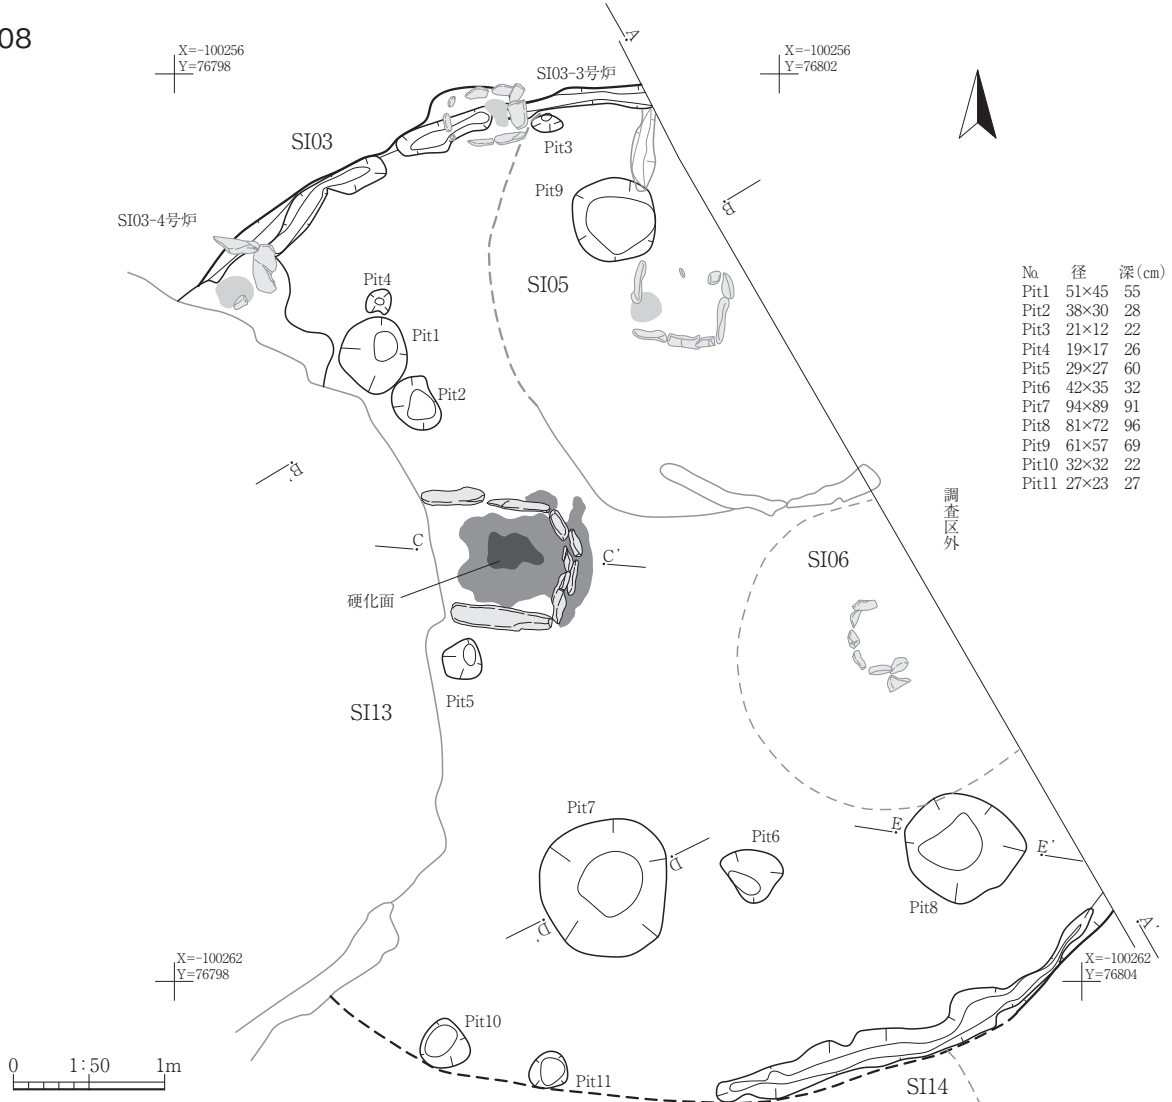 08
X=-100256
Y=76798
X=-100256
Y=76802
A
SI03-3号炉
SI03
Pit3
Pit9
B
SI03-4号炉
SI05
Pit4
Pit1
Pit2
No. 径 深(cm)
Pit1 51×45 55
Pit2 38×30 28
Pit3 21×12 22
Pit4 19×17 26
Pit5 29×27 60
Pit6 42×35 32
Pit7 94×89 91
Pit8 81×72 96
Pit9 61×57 69
Pit10 32×32 22
Pit11 27×23 27
B'
調査区外
C
C'
SI06
硬化面
Pit5
SI13
Pit7
Pit6
D
E
E'
Pit8
D'
A'
X=-100262
Y=76798
X=-100262
Y=76804
Pit10
Pit11
0 1:50 1m
SI14